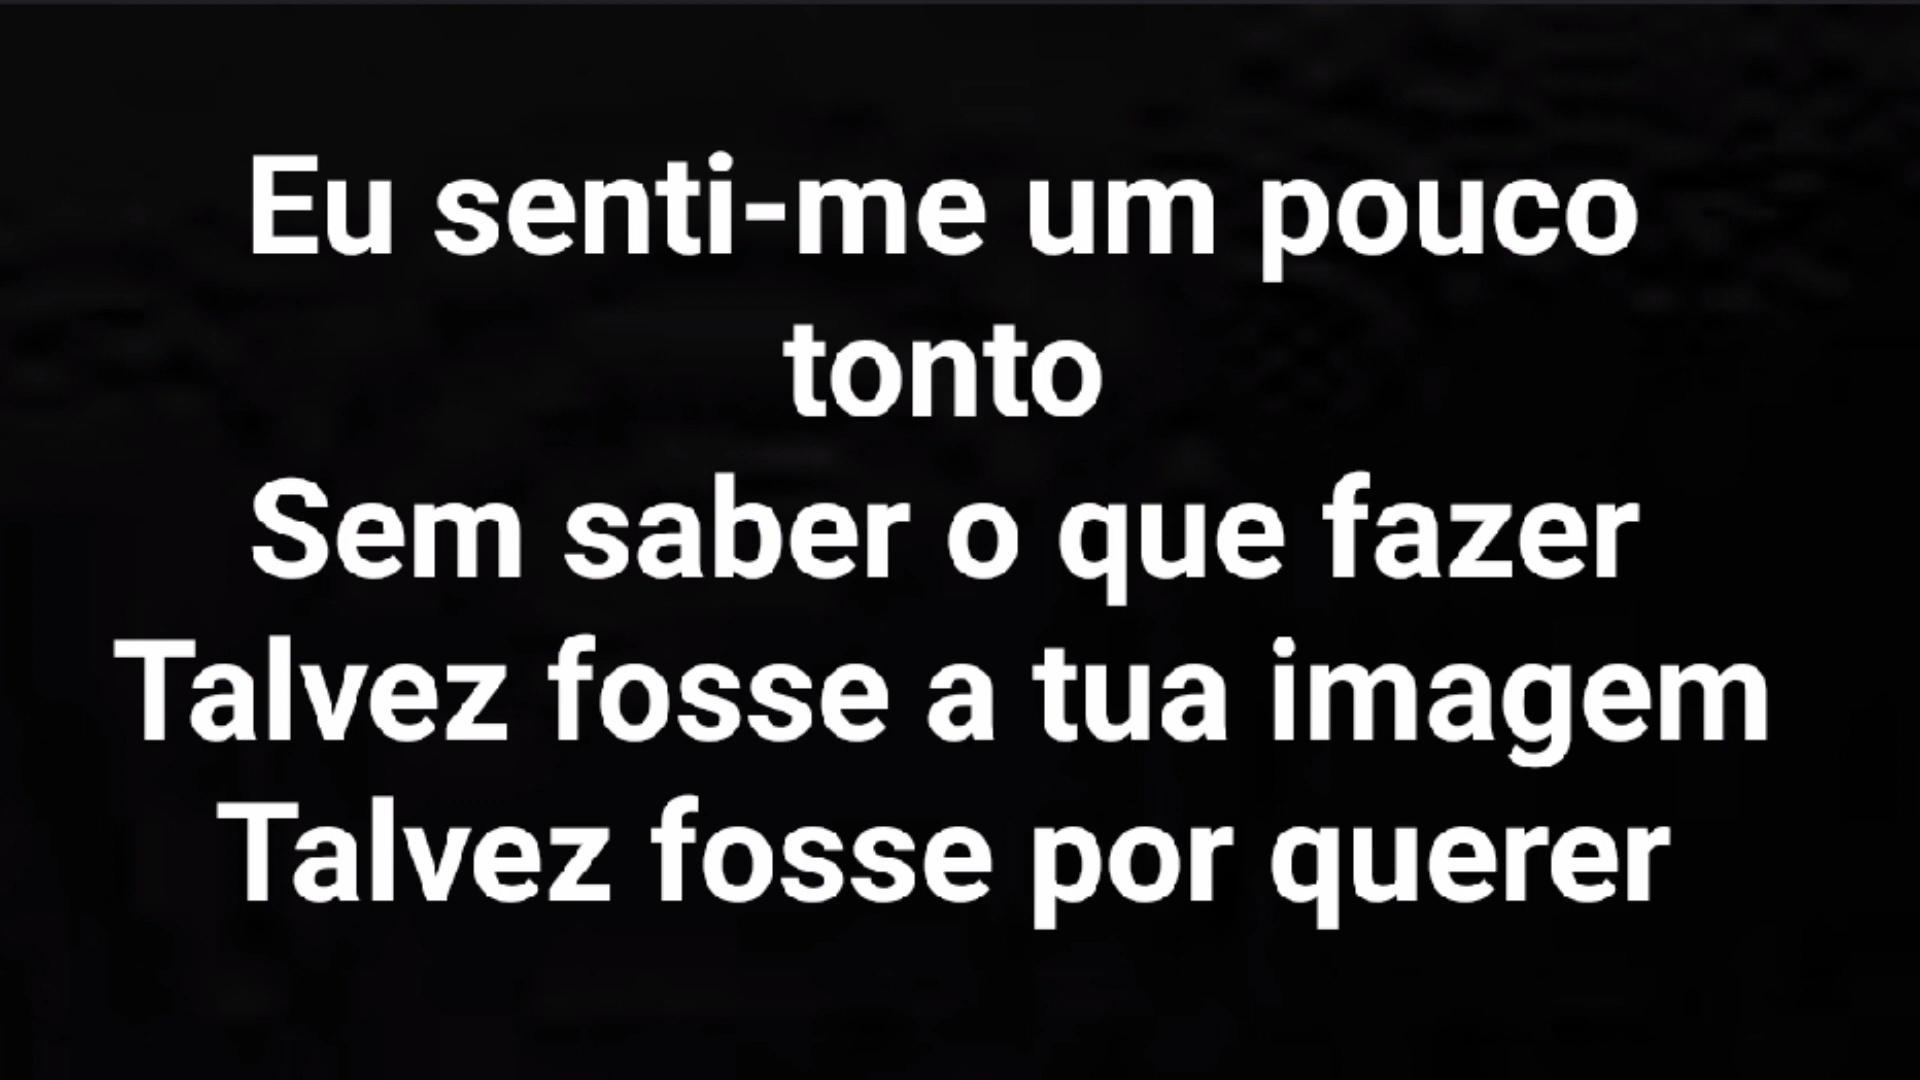 Eu senti-me um pouco
tonto
Sem saber o que fazer
Talvez fosse a tua imagem
Talvez fosse por querer